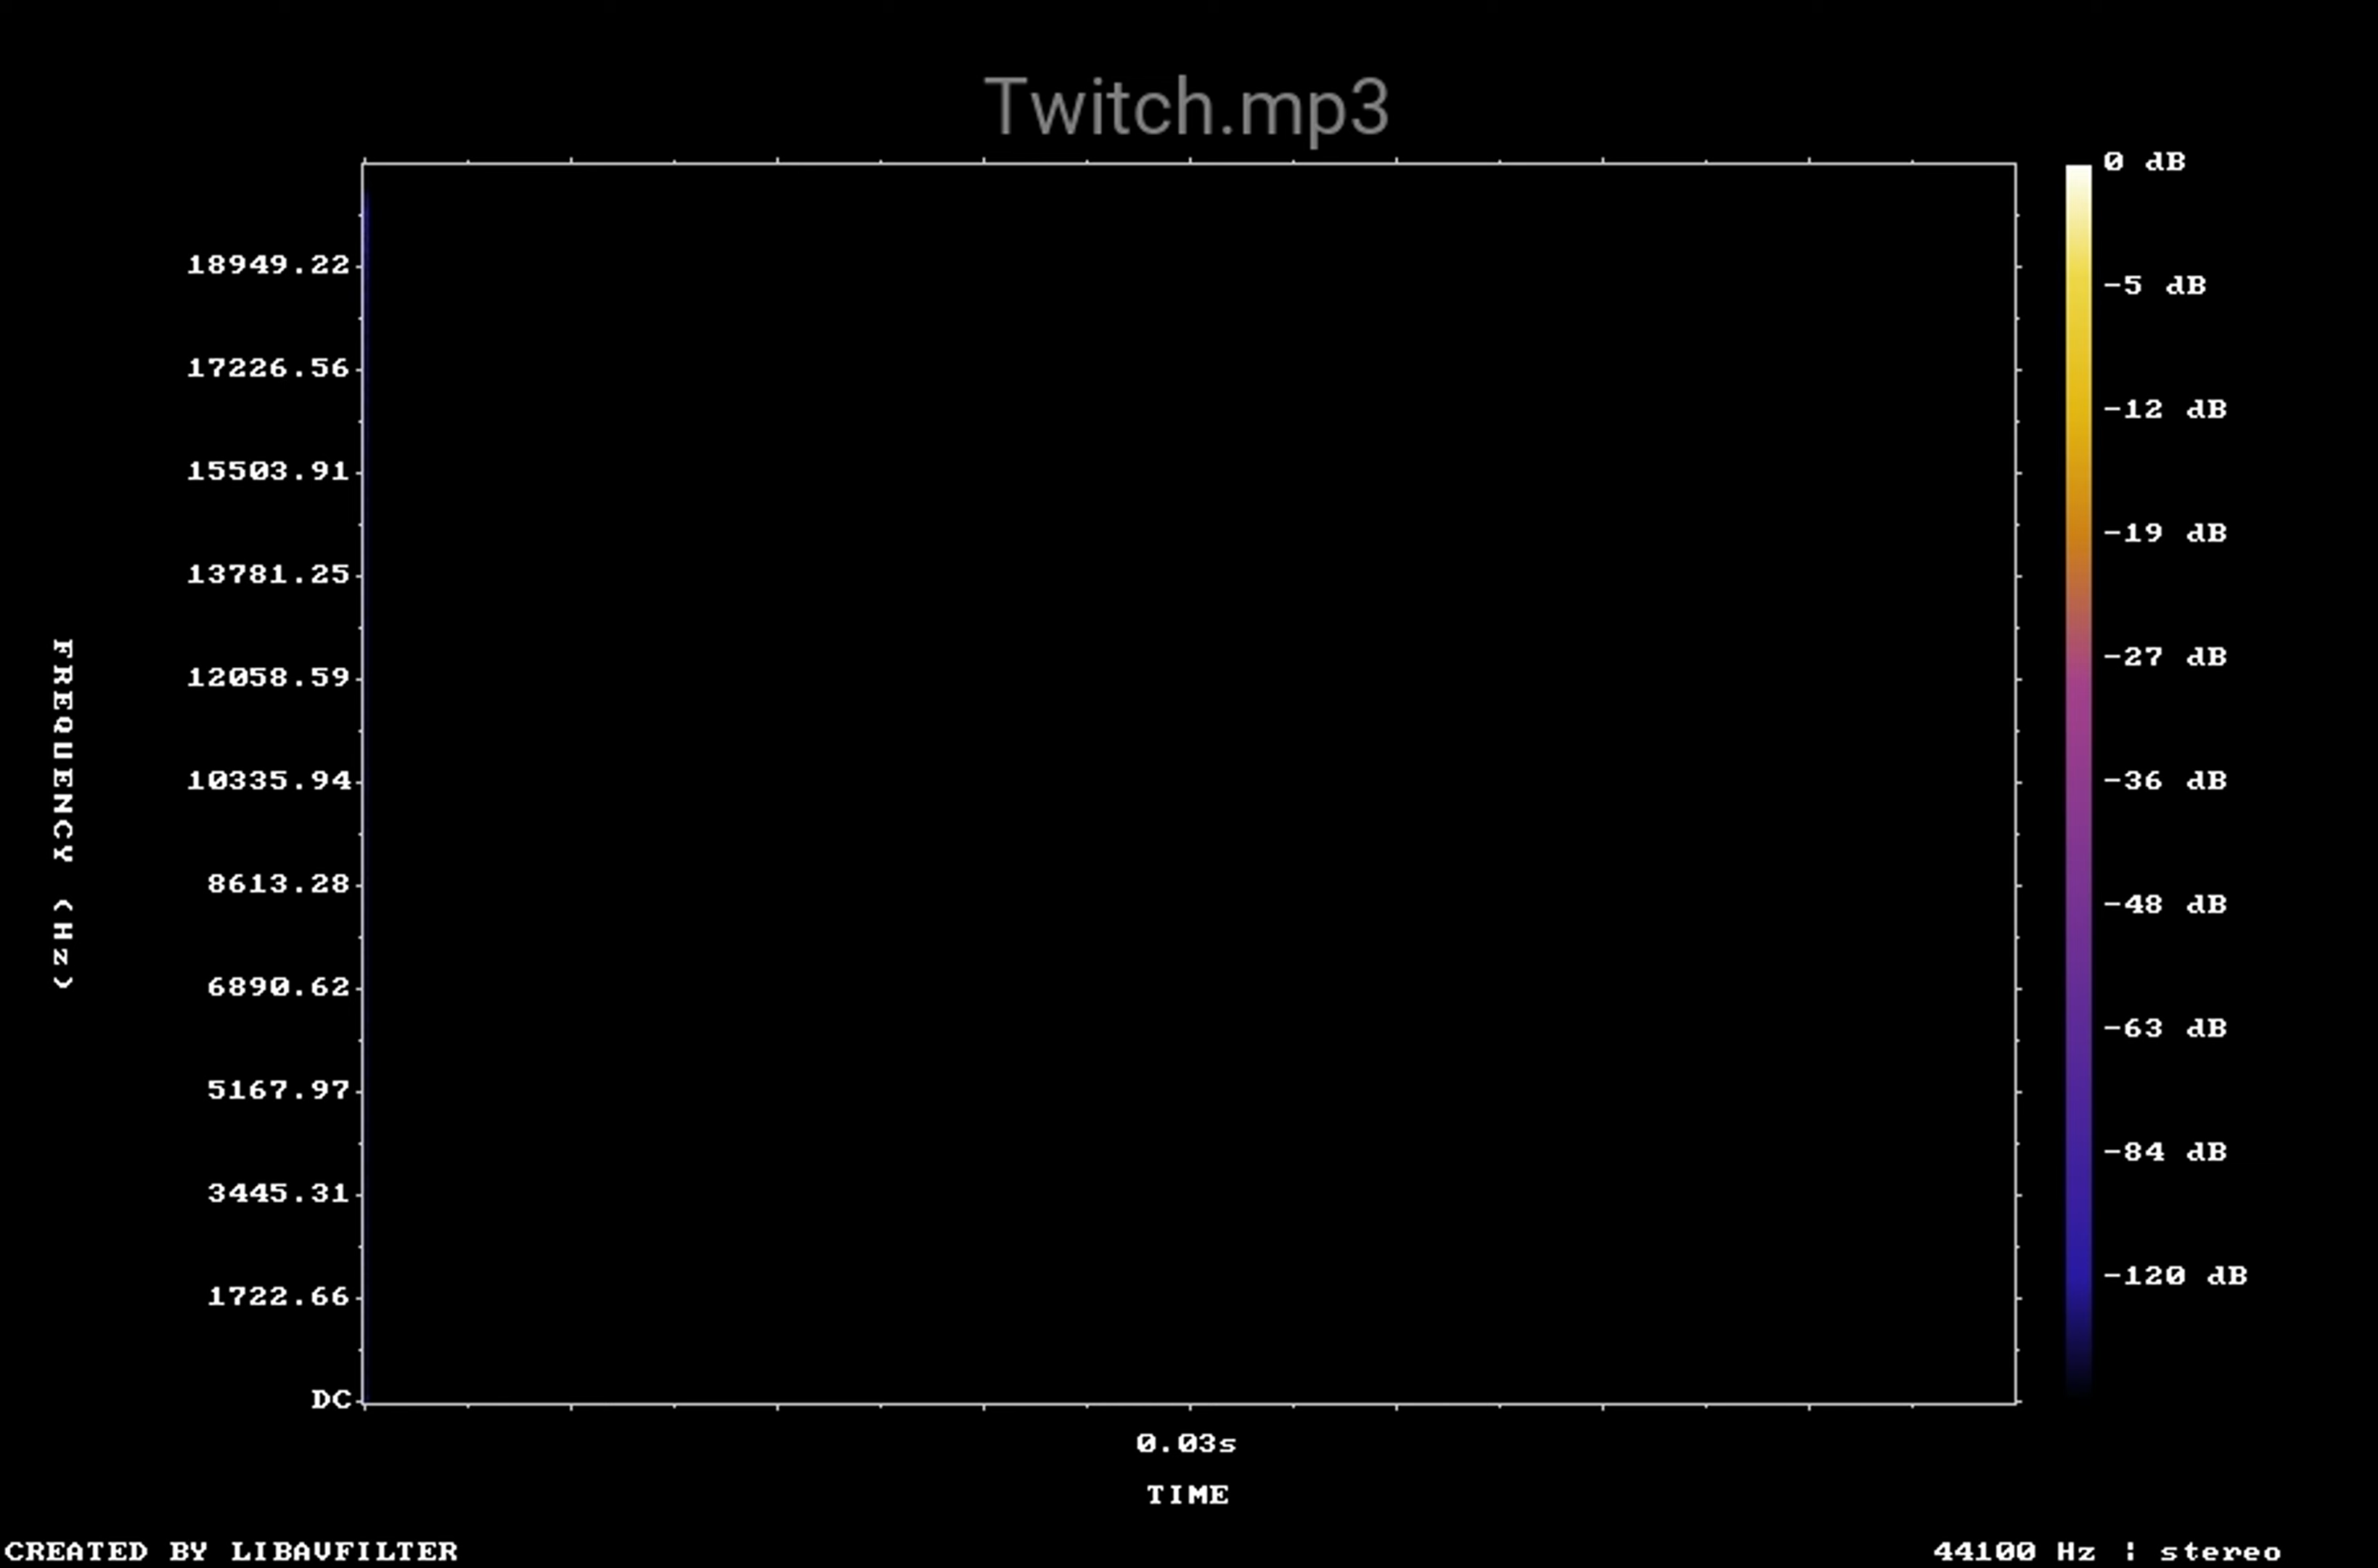 Twitch.mp3
0 dB
18949.22
-5 dB
17226.56
-12 dB
15503.91
-19 dB
13781.25
-27 dB
12058.59
-36 dB
10335.94
8613.28
-48 dB
6890.62
-63 dB
5167.97
-84 dB
3445.31
-120 dB
1722.66
DC
FREQUENCY (Hz)
0.03s
TIME
CREATED BY LIBAVFILTER
44100 Hz | stereo